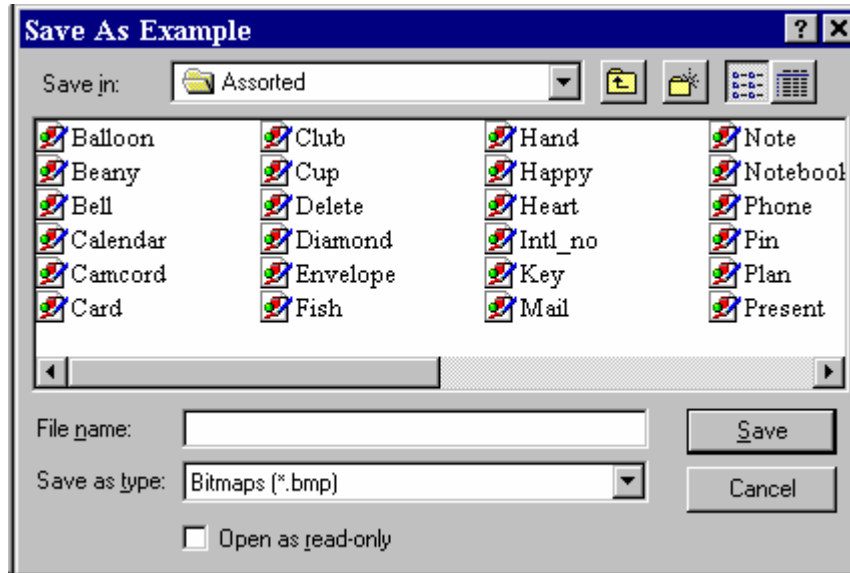 Save As Example
Save in: Assorted
Balloon Club Hand Note
Beany Cup Happy Notebook
Bell Delete Heart Phone
Calendar Diamond Intl_no Pin
Camcord Envelope Key Plan
Card Fish Mail Present
File name: Save
Save as type: Bitmaps (*.bmp) Cancel
Open as read-only